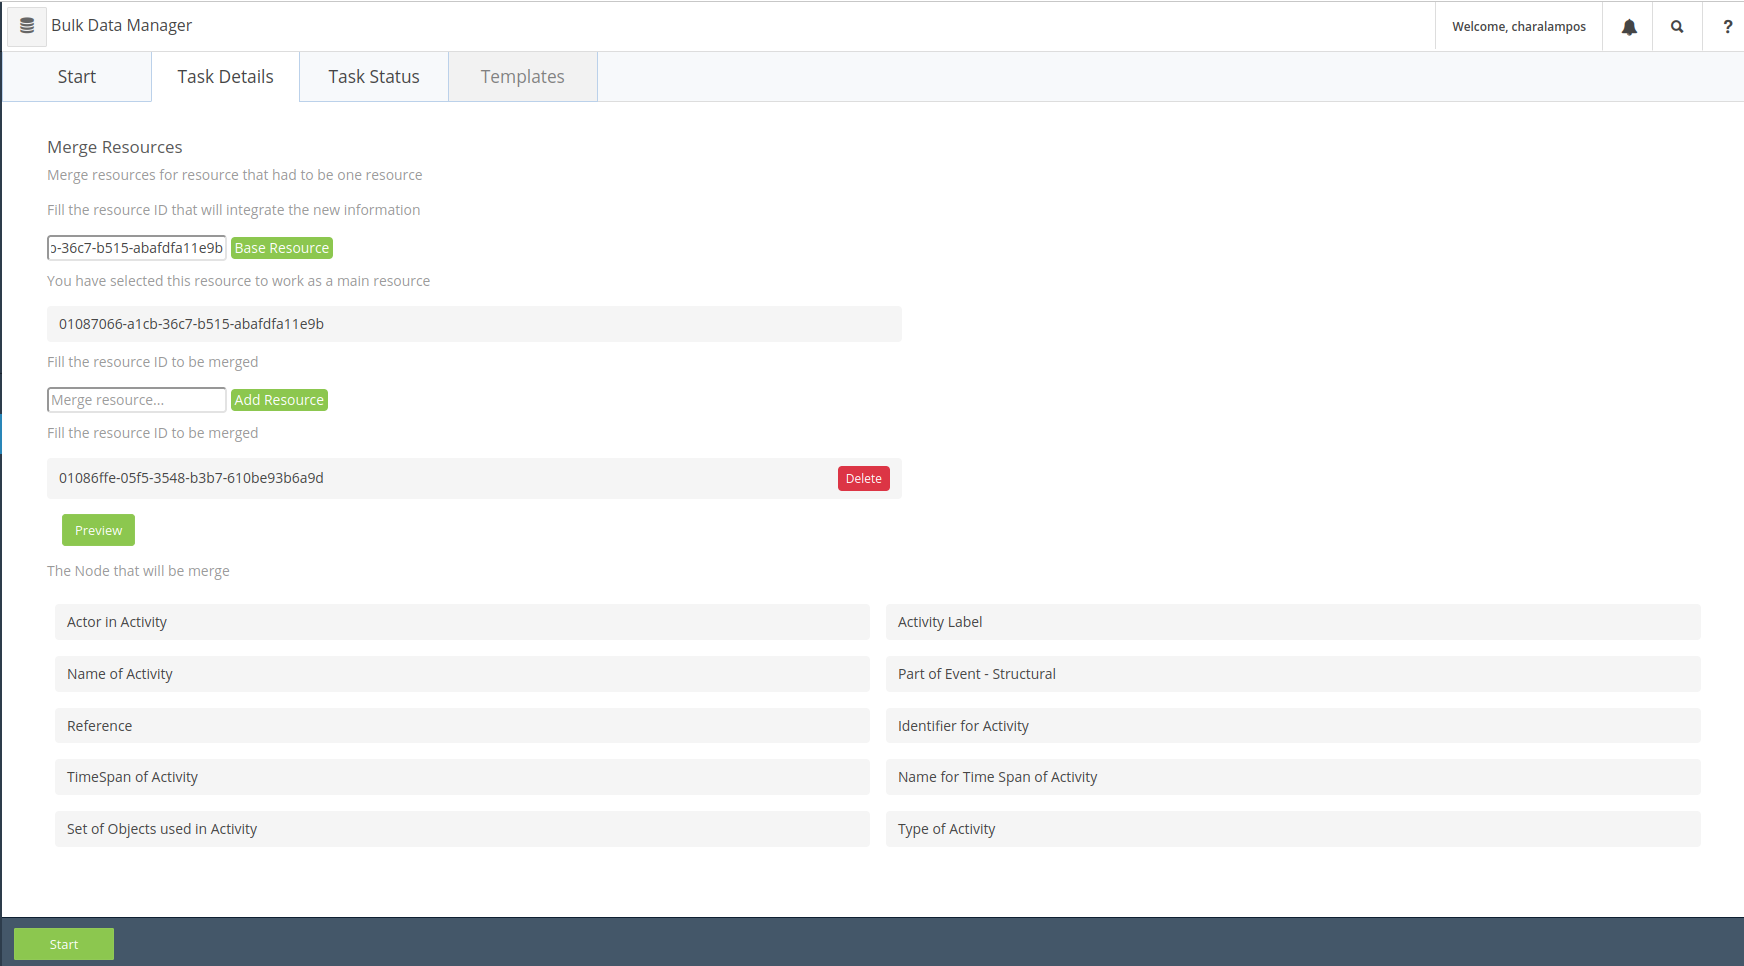 Bulk Data Manager
Welcome, charalampos
?
Start
Task Details
Task Status
Templates
Merge Resources
Merge resources for resource that had to be one resource
Fill the resource ID that will integrate the new information
-36c7-b515-abafdfa11e9b Base Resource
You have selected this resource to work as a main resource
01087066-a1cb-36c7-b515-abafdfa11e9b
Fill the resource ID to be merged
Merge resource... Add Resource
Fill the resource ID to be merged
01086ffe-05f5-3548-b3b7-610be93b6a9d Delete
Preview
The Node that will be merge
Actor in Activity
Activity Label
Name of Activity
Part of Event - Structural
Reference
Identifier for Activity
TimeSpan of Activity
Name for Time Span of Activity
Set of Objects used in Activity
Type of Activity
Start